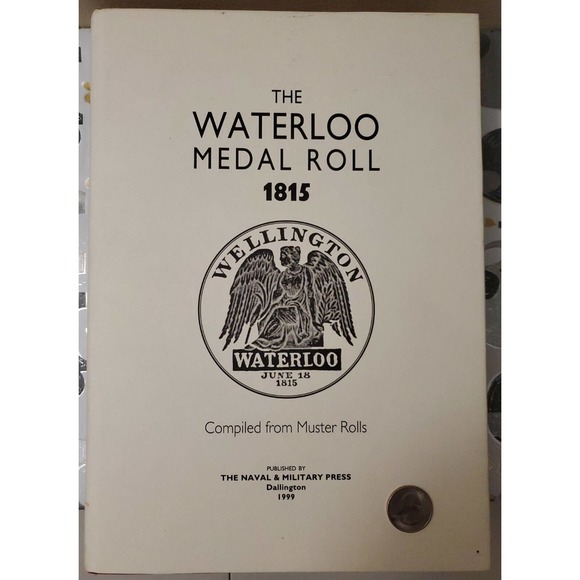 THE
WATERLOO
MEDAL ROLL
1815
WELLINGTON
WATERLOO
JUNE 18
1815
Compiled from Muster Rolls
PUBLISHED BY
THE NAVAL & MILITARY PRESS
Dallington
1999